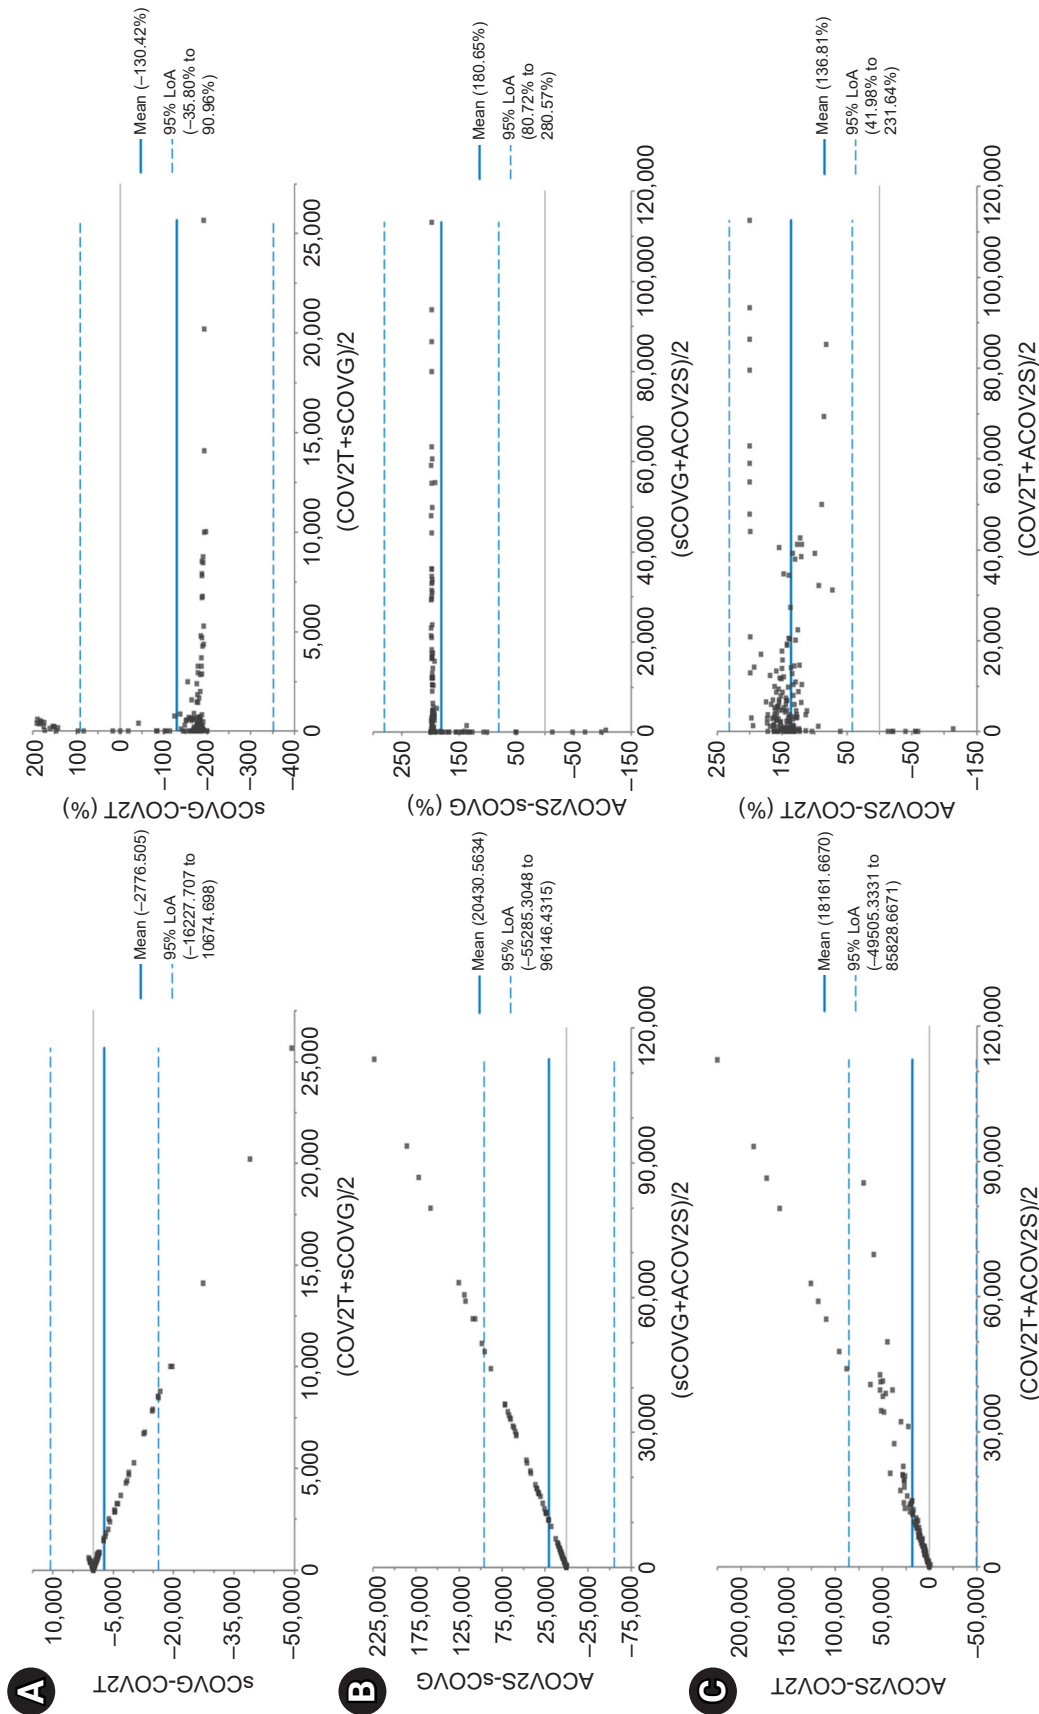 A
sCOVG-COV2T
10,000
−5,000
−20,000
−35,000
−50,000
0
5,000
10,000
15,000
20,000
25,000
(COV2T+sCOVG)/2
Mean (−2776.505)
95% LoA
(−16227.707 to
10674.698)
sCOVG-COV2T (%)
200
100
0
−100
−200
−300
−400
0
5,000
10,000
15,000
20,000
25,000
(COV2T+sCOVG)/2
Mean (−130.42%)
95% LoA
(−35.80% to
90.96%)
B
ACOV2S-sCOVG
225,000
175,000
125,000
75,000
25,000
−25,000
−75,000
0
30,000
60,000
90,000
120,000
(sCOVG+ACOV2S)/2
Mean (20430.5634)
95% LoA
(−55285.3048 to
96146.4315)
ACOV2S-sCOVG (%)
250
150
50
−50
−150
0
20,000
40,000
60,000
80,000
100,000
120,000
(sCOVG+ACOV2S)/2
Mean (180.65%)
95% LoA
(80.72% to
280.57%)
C
ACOV2S-COV2T
200,000
150,000
100,000
50,000
0
−50,000
0
30,000
60,000
90,000
120,000
(COV2T+ACOV2S)/2
Mean (18161.6670)
95% LoA
(−49505.3331 to
85828.6671)
ACOV2S-COV2T (%)
250
150
50
−50
−150
0
20,000
40,000
60,000
80,000
100,000
120,000
(COV2T+ACOV2S)/2
Mean (136.81%)
95% LoA
(41.98% to
231.64%)